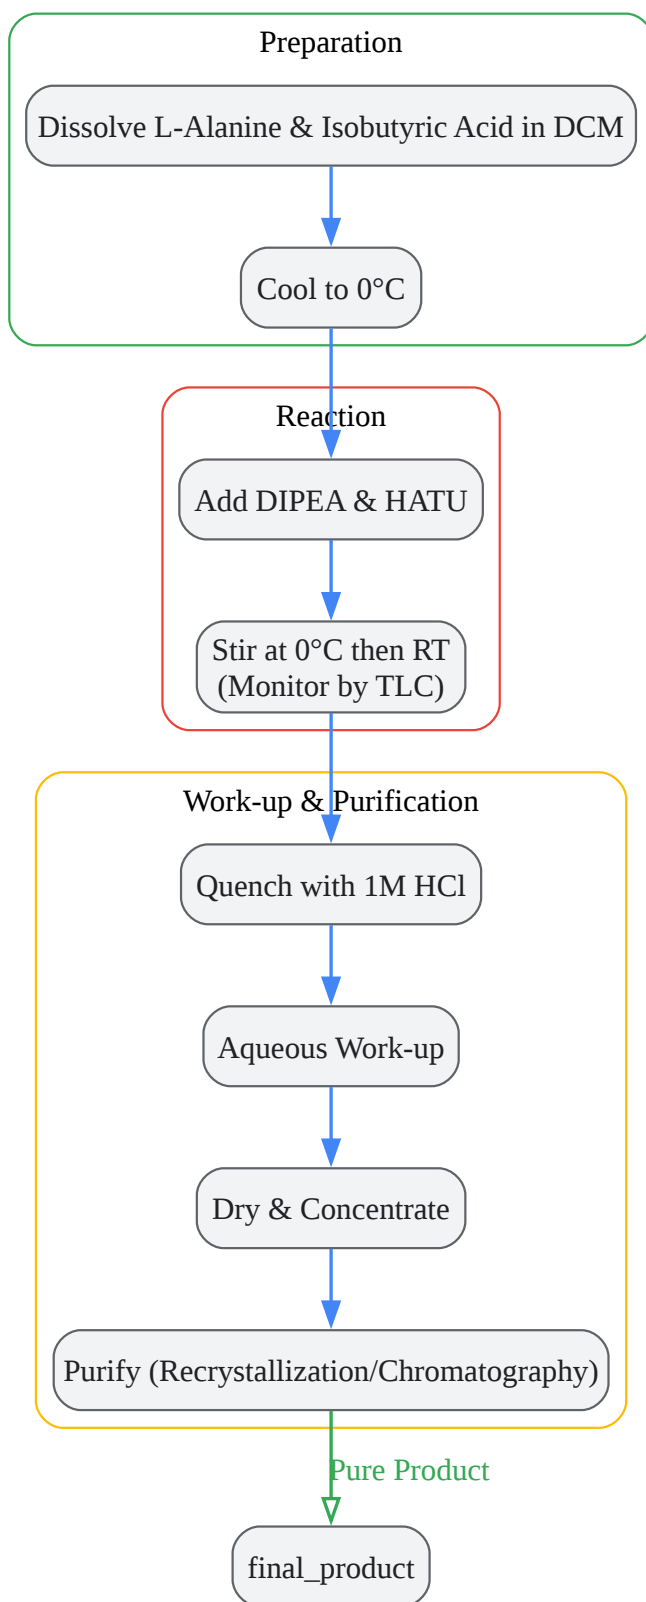 Preparation
Dissolve L-Alanine & Isobutyric Acid in DCM
Cool to 0°C
Reaction
Add DIPEA & HATU
Stir at 0°C then RT
(Monitor by TLC)
Work-up & Purification
Quench with 1M HCl
Aqueous Work-up
Dry & Concentrate
Purify (Recrystallization/Chromatography)
Pure Product
final_product